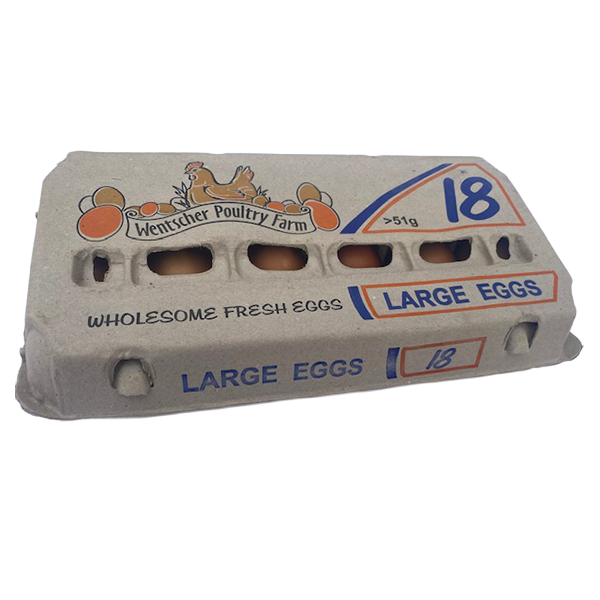 Wentscher Poultry Farm
18
>51g
WHOLESOME FRESH EGGS
LARGE EGGS
LARGE EGGS
18